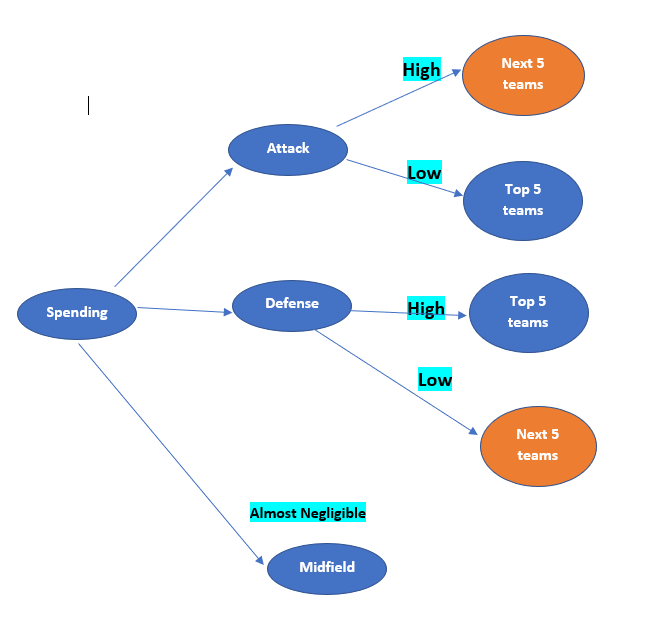 High
Next 5
teams
Attack
Low
Top 5
teams
Spending
Defense
High
Top 5
teams
Low
Next 5
teams
Almost Negligible
Midfield